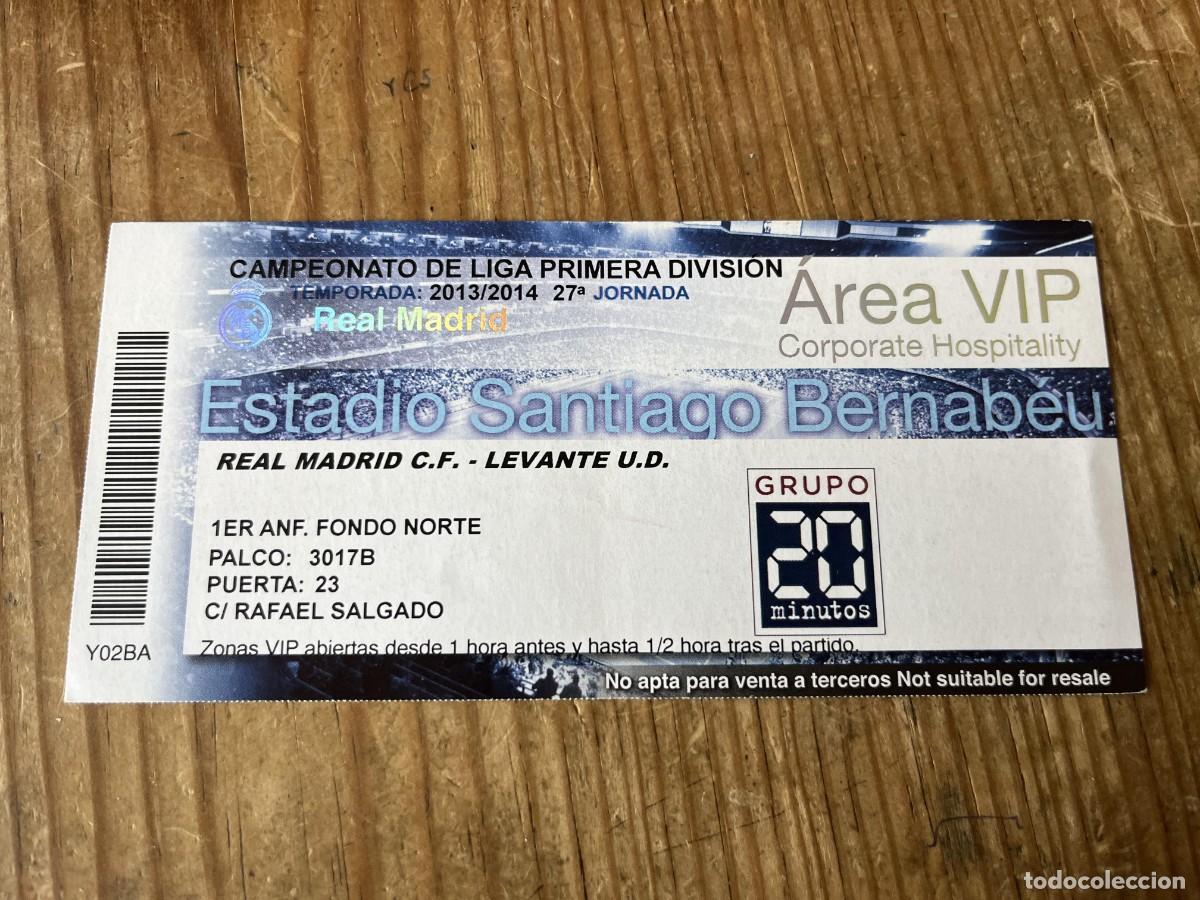 CAMPEONATO DE LIGA PRIMERA DIVISIÓN
TEMPORADA: 2013/2014 27ª JORNADA
Real Madrid
Área VIP
Corporate Hospitality
Estadio Santiago Bernabéu
REAL MADRID C.F. - LEVANTE U.D.
GRUPO
20
minutos
1ER ANF. FONDO NORTE
PALCO: 3017B
PUERTA: 23
C/ RAFAEL SALGADO
Y02BA
Zonas VIP abiertas desde 1 hora antes y hasta 1/2 hora tras el partido.
No apta para venta a terceros Not suitable for resale
todocoleccion